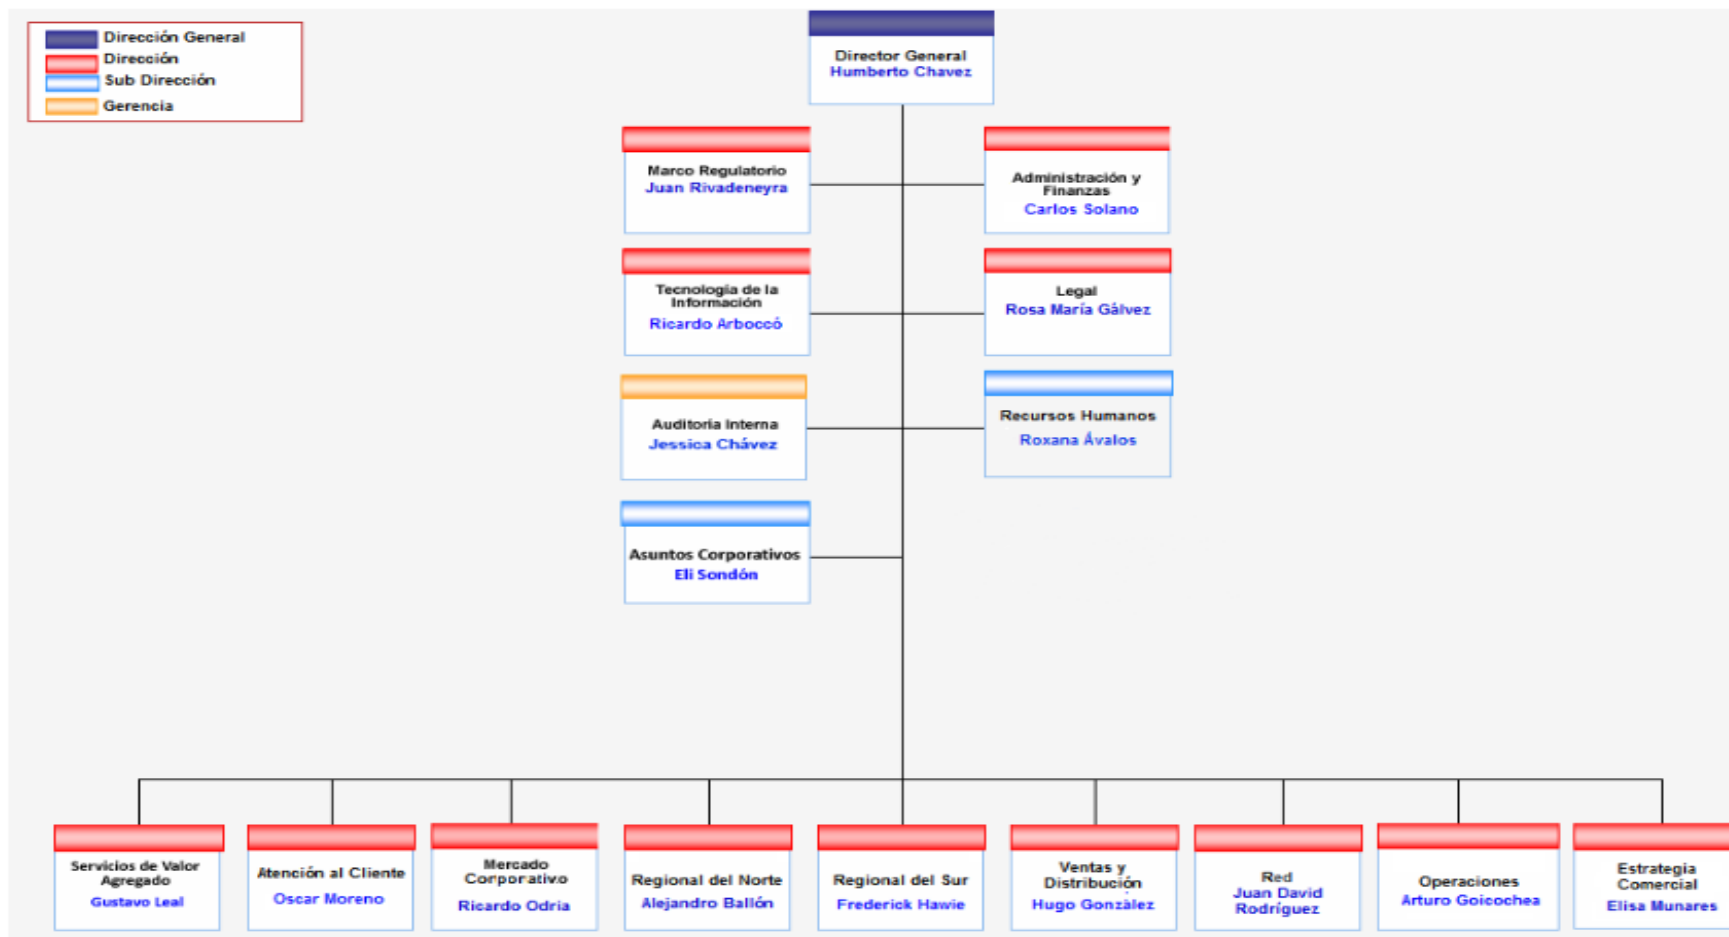 Dirección General
Dirección
Sub Dirección
Gerencia
Director General
Humberto Chavez
Marco Regulatorio
Juan Rivadeneyra
Administración y
Finanzas
Carlos Solano
Tecnología de la
Información
Ricardo Arboccó
Legal
Rosa María Gálvez
Auditoría Interna
Jessica Chávez
Recursos Humanos
Roxana Ávalos
Asuntos Corporativos
Eli Sondón
Servicios de Valor
Agregado
Gustavo Leal
Atención al Cliente
Oscar Moreno
Mercado
Corporativo
Ricardo Odria
Regional del Norte
Alejandro Ballón
Regional del Sur
Frederick Hawie
Ventas y
Distribución
Hugo González
Red
Juan David
Rodríguez
Operaciones
Arturo Goicochea
Estrategia
Comercial
Elisa Munares